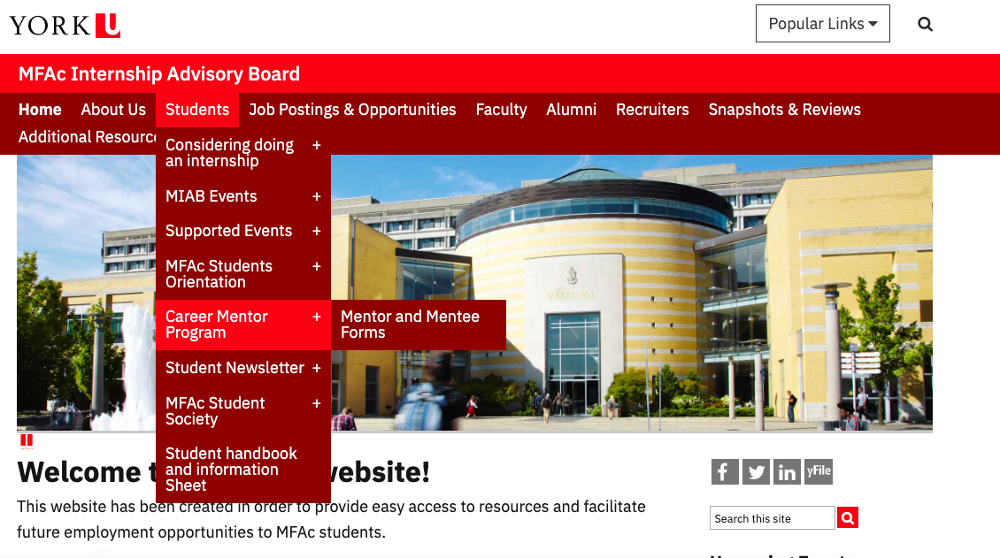 YORK U
Popular Links
MFAc Internship Advisory Board
Home About Us Students Job Postings & Opportunities Faculty Alumni Recruiters Snapshots & Reviews
Additional Resourc
Considering doing +
an internship
MIAB Events +
Supported Events +
MFAc Students +
Orientation
Career Mentor +
Program
Mentor and Mentee
Forms
Student Newsletter +
MFAc Student +
Society
Student handbook
and information
Sheet
VARI HALL
Welcome website!
This website has been created in order to provide easy access to resources and facilitate
future employment opportunities to MFAc students.
f in yFile
Search this site